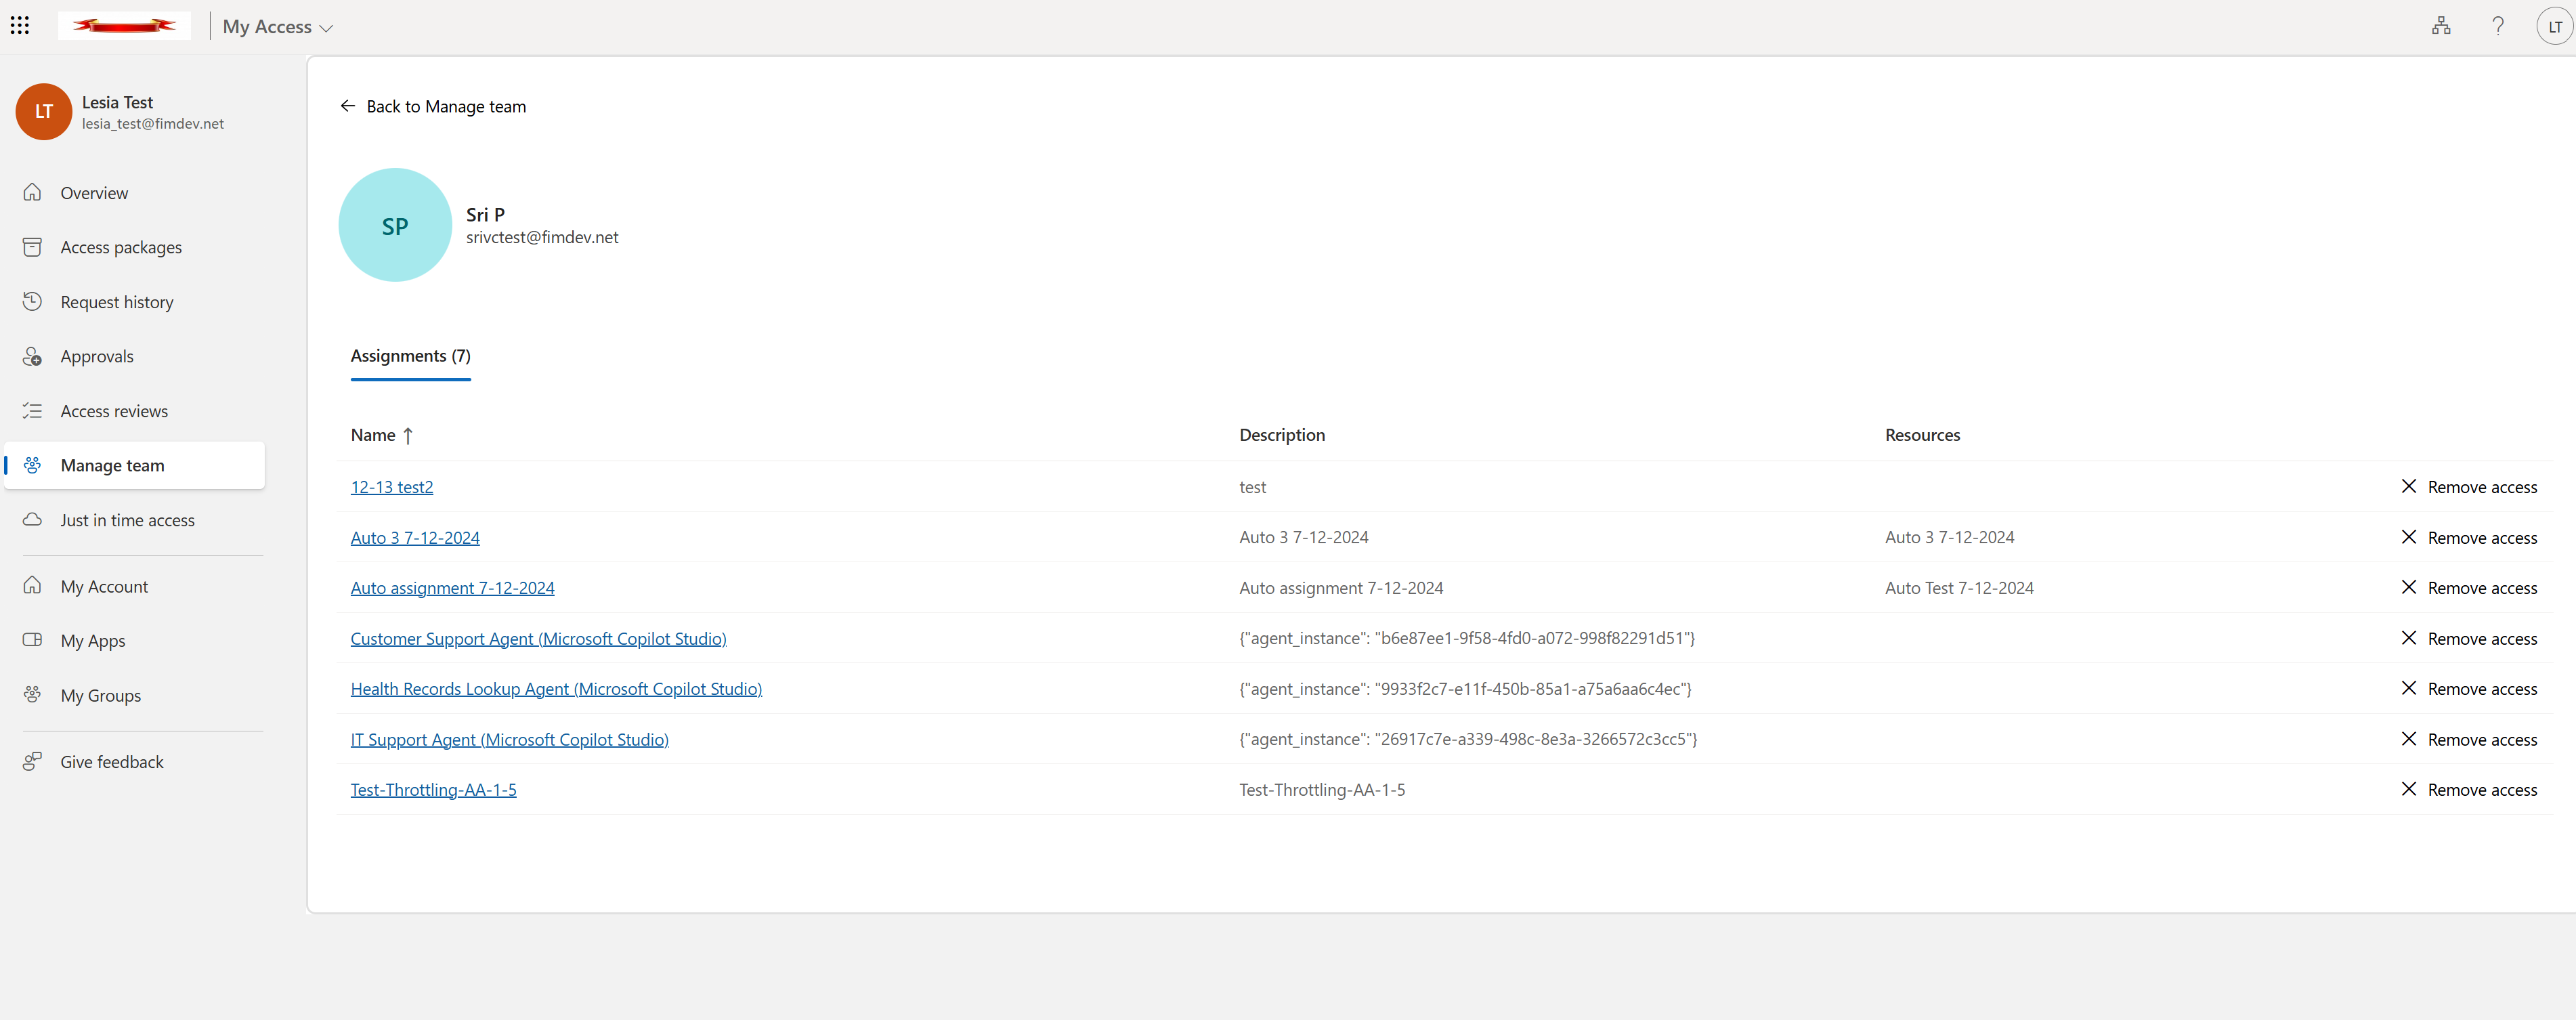 My Access
LT
LT
Lesia Test
lesia_test@fimdev.net
Overview
Access packages
Request history
Approvals
Access reviews
Manage team
Just in time access
My Account
My Apps
My Groups
Give feedback
Back to Manage team
SP
Sri P
srivctest@fimdev.net
Assignments (7)
Name ↑ Description Resources
12-13 test2 test Remove access
Auto 3 7-12-2024 Auto 3 7-12-2024 Auto 3 7-12-2024 Remove access
Auto assignment 7-12-2024 Auto assignment 7-12-2024 Auto Test 7-12-2024 Remove access
Customer Support Agent (Microsoft Copilot Studio) {"agent_instance": "b6e87ee1-9f58-4fd0-a072-998f82291d51"} Remove access
Health Records Lookup Agent (Microsoft Copilot Studio) {"agent_instance": "9933f2c7-e11f-450b-85a1-a75a6aa6c4ec"} Remove access
IT Support Agent (Microsoft Copilot Studio) {"agent_instance": "26917c7e-a339-498c-8e3a-3266572c3cc5"} Remove access
Test-Throttling-AA-1-5 Test-Throttling-AA-1-5 Remove access